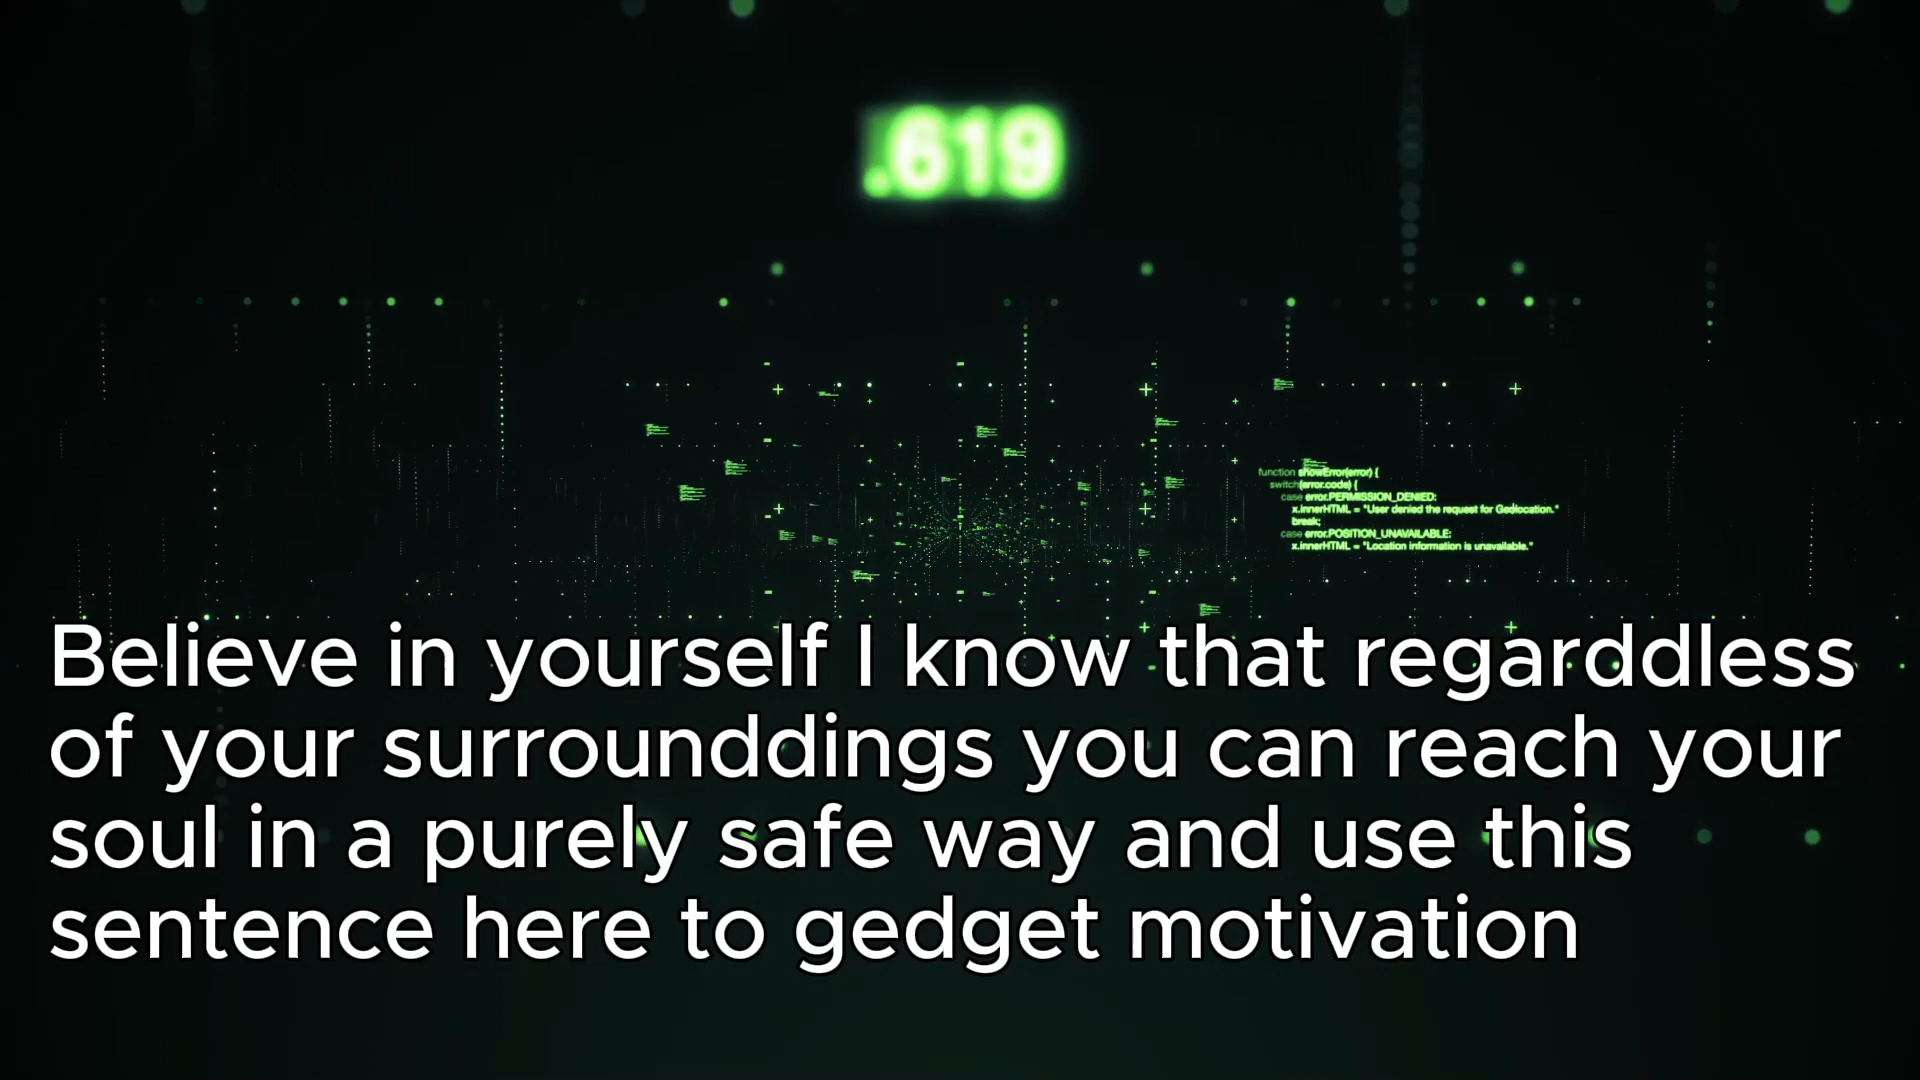 .619
function showError(error) {
switch(error.code) {
case error.PERMISSION_DENIED:
x.innerHTML = "User denied the request for Geolocation."
break;
case error.POSITION_UNAVAILABLE:
x.innerHTML = "Location information is unavailable."
Believe in yourself I know that regarddless
of your surrounddings you can reach your
soul in a purely safe way and use this
sentence here to gedget motivation